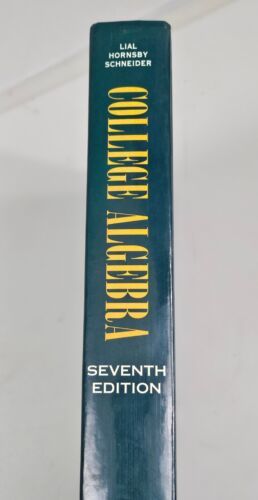 LIAL
HORNSBY
SCHNEIDER
COLLEGE ALGEBRA
SEVENTH
EDITION